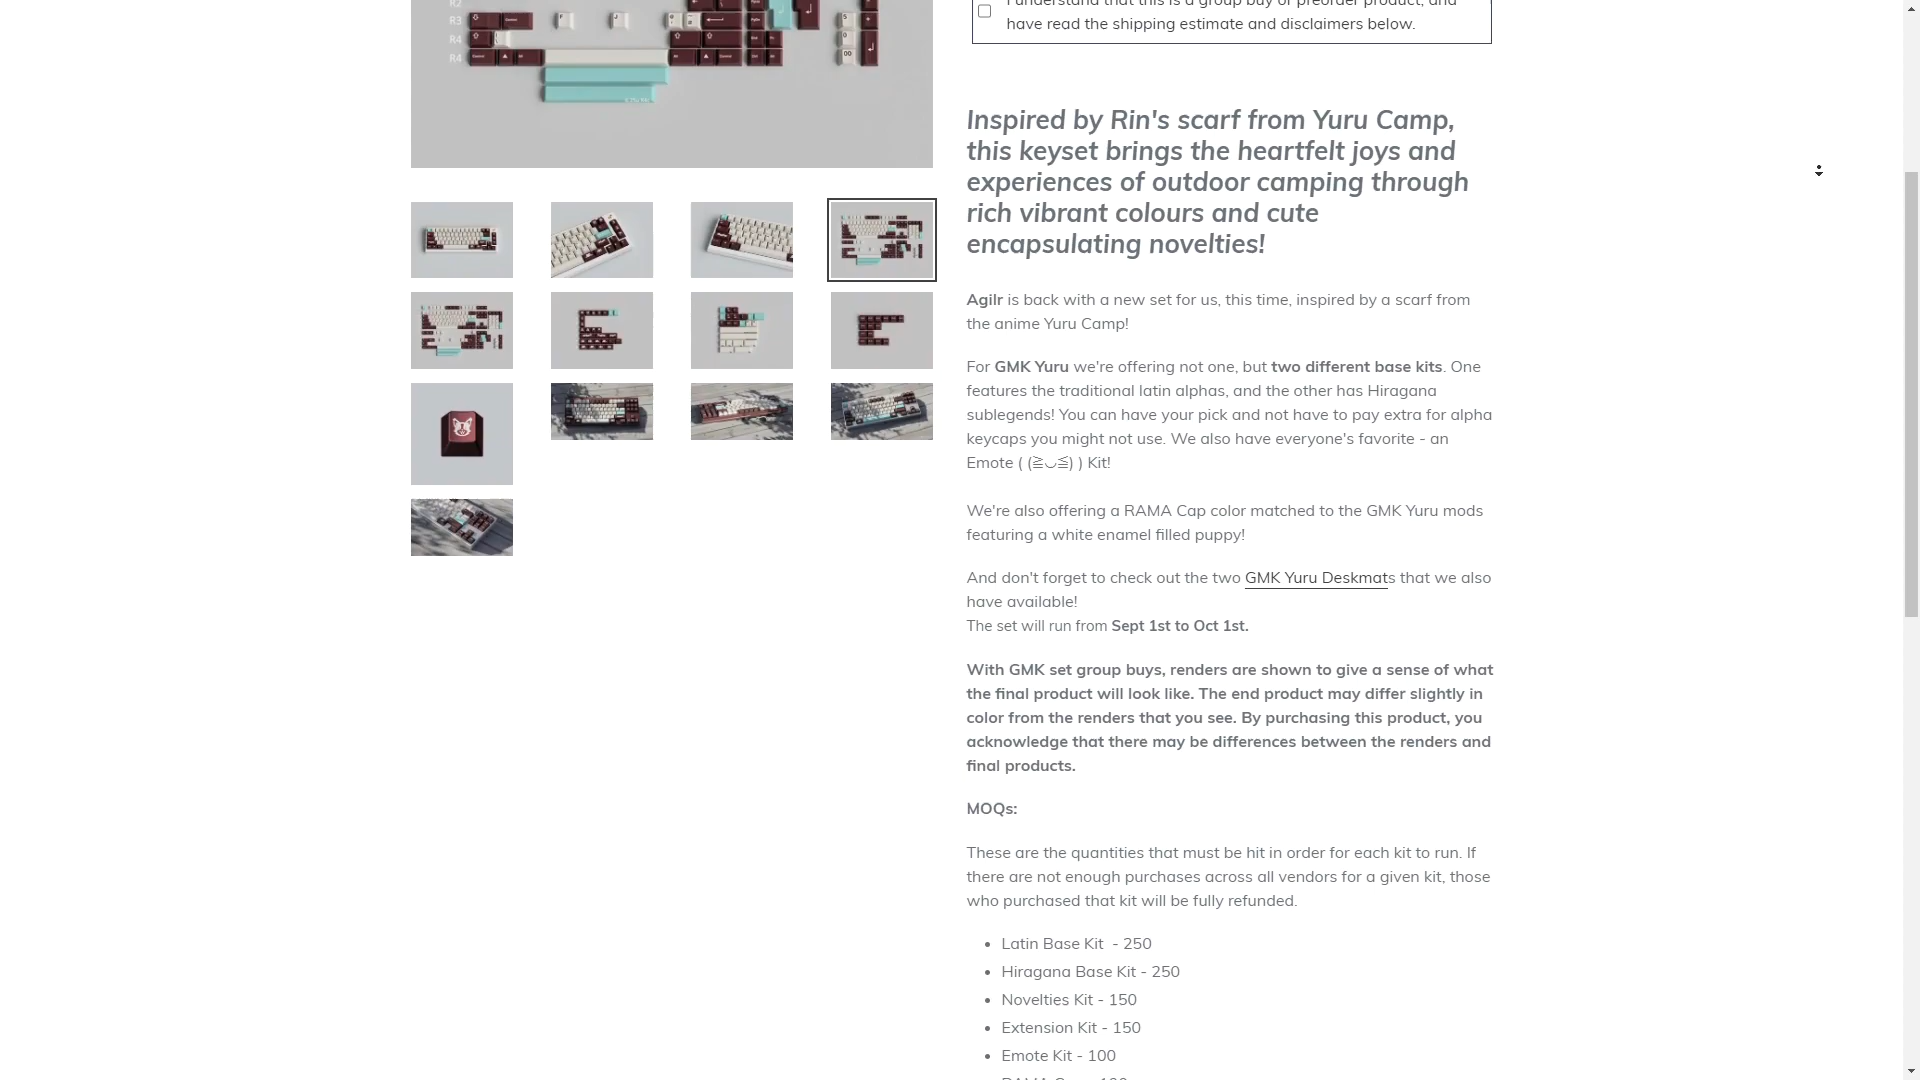 I understand that this is a group buy or preorder product, and
have read the shipping estimate and disclaimers below.
R2
R3
R4
R4
Inspired by Rin's scarf from Yuru Camp,
this keyset brings the heartfelt joys and
experiences of outdoor camping through
rich vibrant colours and cute
encapsulating novelties!
Agilr is back with a new set for us, this time, inspired by a scarf from
the anime Yuru Camp!
For GMK Yuru we're offering not one, but two different base kits. One
features the traditional latin alphas, and the other has Hiragana
sublegends! You can have your pick and not have to pay extra for alpha
keycaps you might not use. We also have everyone's favorite - an
Emote ( (≧◡≦) ) Kit!
We're also offering a RAMA Cap color matched to the GMK Yuru mods
featuring a white enamel filled puppy!
And don't forget to check out the two GMK Yuru Deskmats that we also
have available!
The set will run from Sept 1st to Oct 1st.
With GMK set group buys, renders are shown to give a sense of what
the final product will look like. The end product may differ slightly in
color from the renders that you see. By purchasing this product, you
acknowledge that there may be differences between the renders and
final products.
MOQs:
These are the quantities that must be hit in order for each kit to run. If
there are not enough purchases across all vendors for a given kit, those
who purchased that kit will be fully refunded.
Latin Base Kit - 250
Hiragana Base Kit - 250
Novelties Kit - 150
Extension Kit - 150
Emote Kit - 100